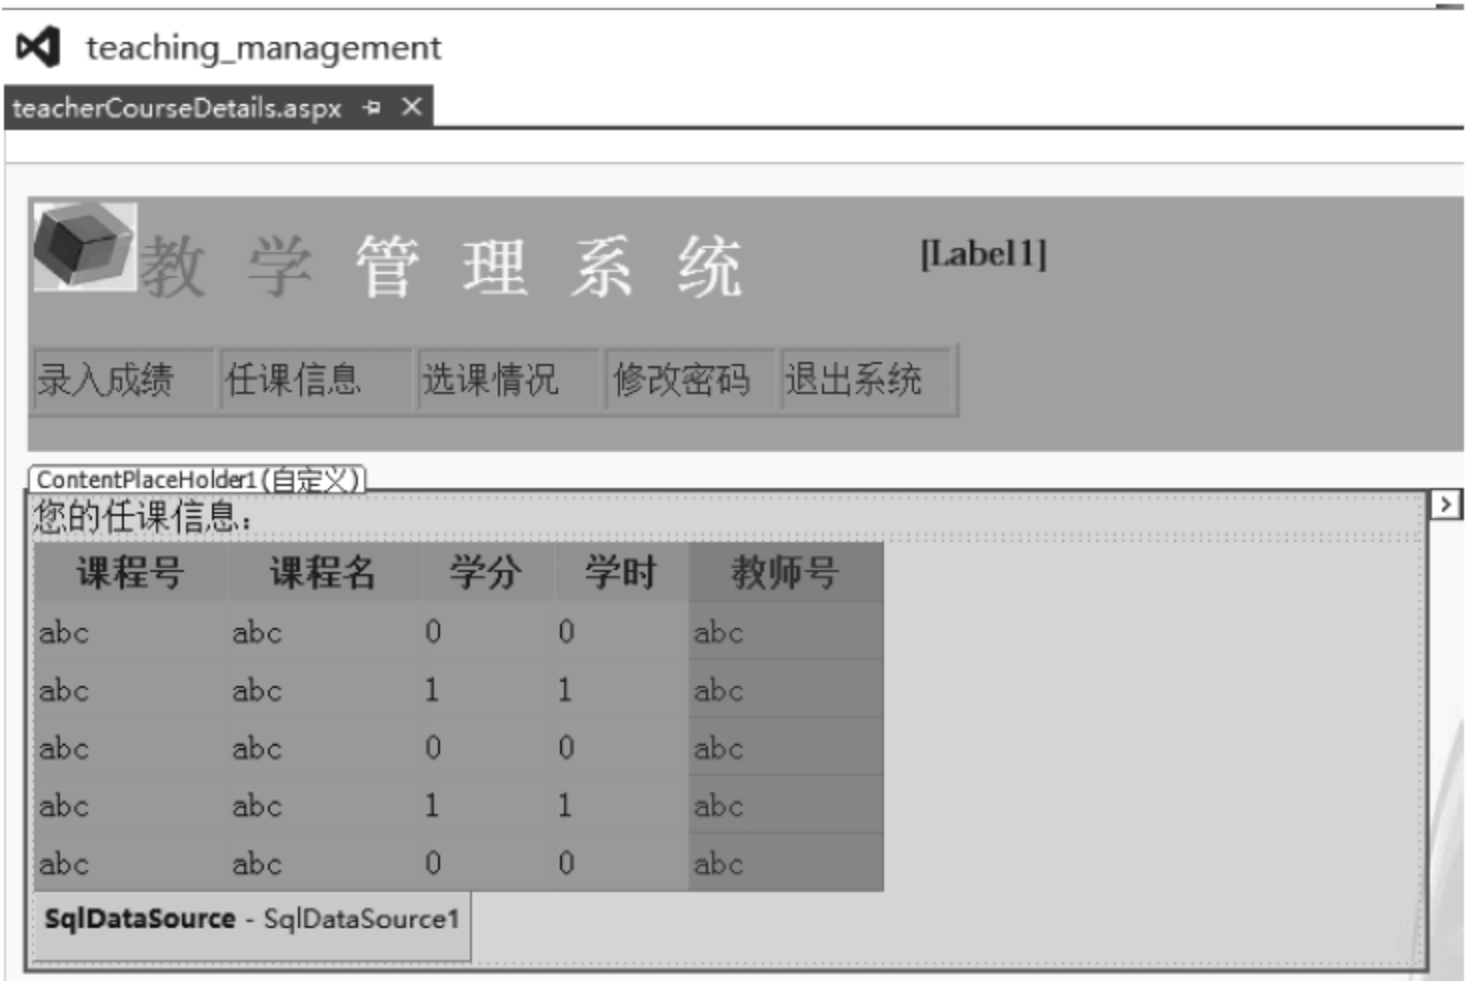 teaching_management
teacherCourseDetails.aspx
教学管理系统 [Label1]
录入成绩 任课信息 选课情况 修改密码 退出系统
ContentPlaceHolder1(自定义)
您的任课信息：
课程号 课程名 学分 学时 教师号
abc abc 0 0 abc
abc abc 1 1 abc
abc abc 0 0 abc
abc abc 1 1 abc
abc abc 0 0 abc
SqlDataSource - SqlDataSource1